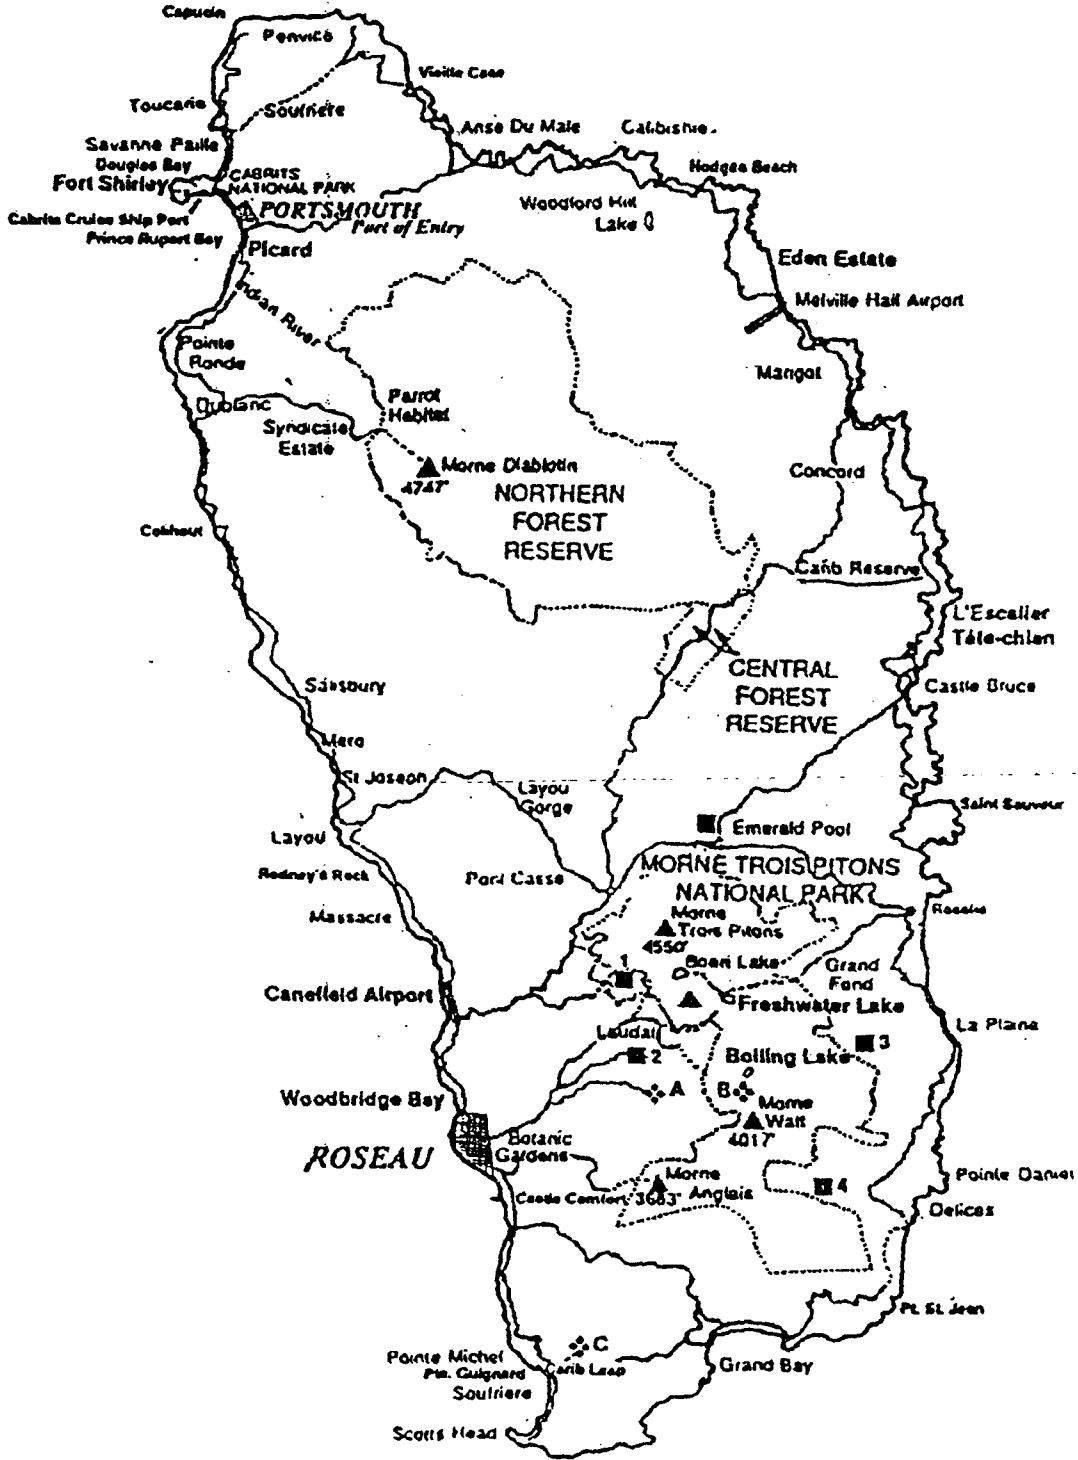 Capucin
Penvile
Vieille Case
Toucarie
Soufriere
Anse Du Male
Calibishie
Savanne Paille
Douglas Bay
Hodges Beach
CABRITS
NATIONAL PARK
Fort Shirley
Woodford Hill
Lake
PORTSMOUTH
Port of Entry
Cabrits Cruise Ship Port
Prince Rupert Bay
Picard
Eden Estate
Indian River
Melville Hall Airport
Pointe
Ronde
Marigot
Dublanc
Parrot
Habitat
Syndicate
Estate
Morne Diablotin
4747'
Concord
NORTHERN
FOREST
RESERVE
Colihaut
Carib Reserve
L'Escalier
Tête-chien
CENTRAL
FOREST
RESERVE
Salisbury
Castle Bruce
Mero
St Joseph
Layou
Gorge
Saint Sauveur
Layou
Emerald Pool
Rodney's Rock
Pont Casse
MORNE TROIS PITONS
NATIONAL PARK
Massacre
Morne
Trois Pitons
4550'
Rosalie
1
Boeri Lake
Grand
Fond
Canefield Airport
Freshwater Lake
La Plaine
Laudat
2
Boiling Lake
3
Woodbridge Bay
A
B
Morne
Watt
4017'
ROSEAU
Botanic
Gardens
Morne
Anglais
3683'
4
Pointe Daniel
Castle Comfort
Delices
Pt. St. Jean
C
Pointe Michel
Pte. Guignard
Carib Leap
Grand Bay
Soufriere
Scotts Head